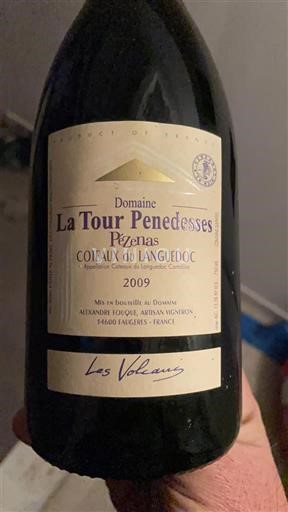 PRODUCT OF FRANCE
Domaine
La Tour Penedesses
Pézenas
COTEAUX du LANGUEDOC
Appellation Coteaux du Languedoc Contrôlée
2009
MIS EN BOUTEILLE AU DOMAINE
ALEXANDRE FOUQUE, ARTISAN VIGNERON
34600 FAUGERES - FRANCE
Les Volcans